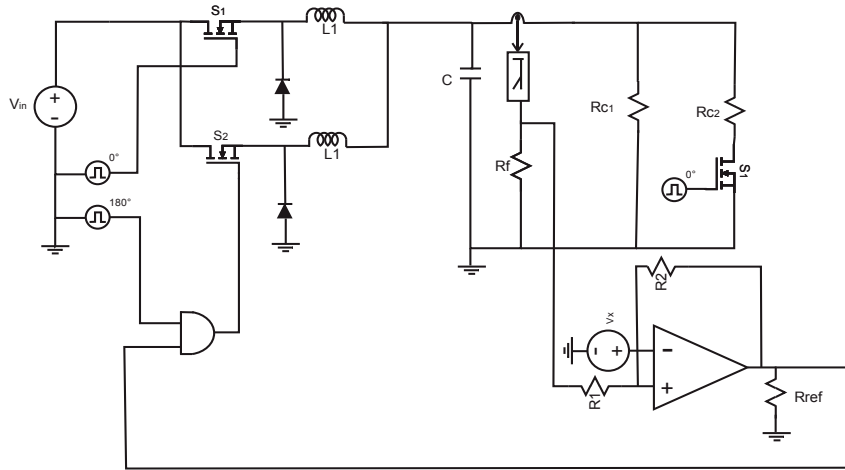 S1
L1
C
Rc1
Rc2
Vin
S2
0°
L1
Rf
S1
0°
180°
R2
Vx
R1
Rref